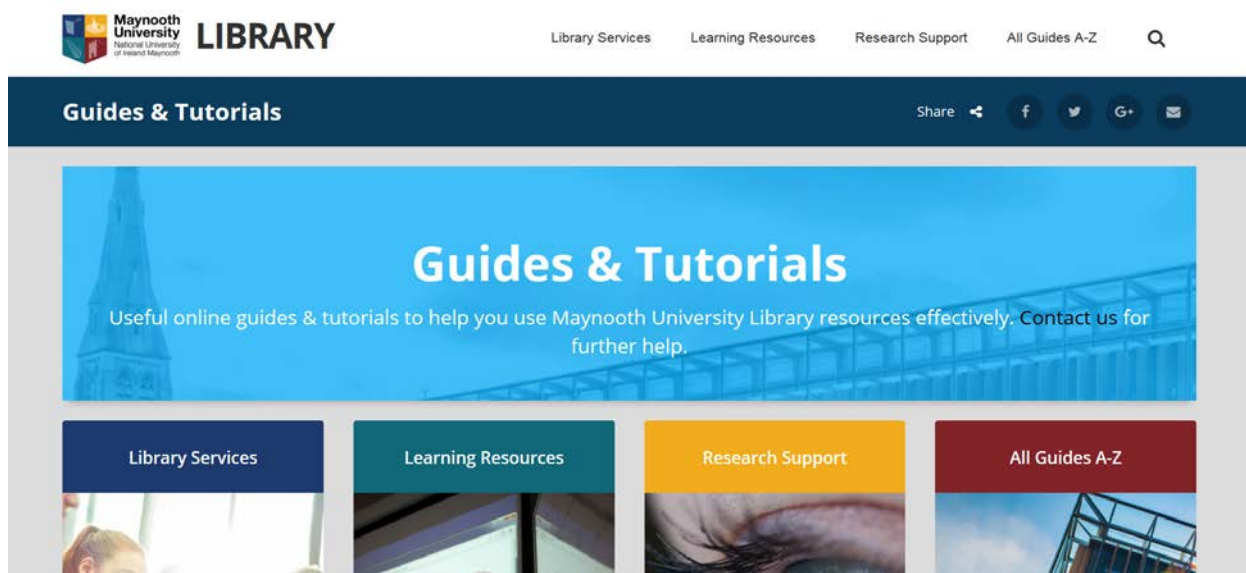 Maynooth
University
National University
of Ireland Maynooth
LIBRARY
Library Services
Learning Resources
Research Support
All Guides A-Z
Guides & Tutorials
Share
f
G+
Guides & Tutorials
Useful online guides & tutorials to help you use Maynooth University Library resources effectively. Contact us for
further help.
Library Services
Learning Resources
Research Support
All Guides A-Z